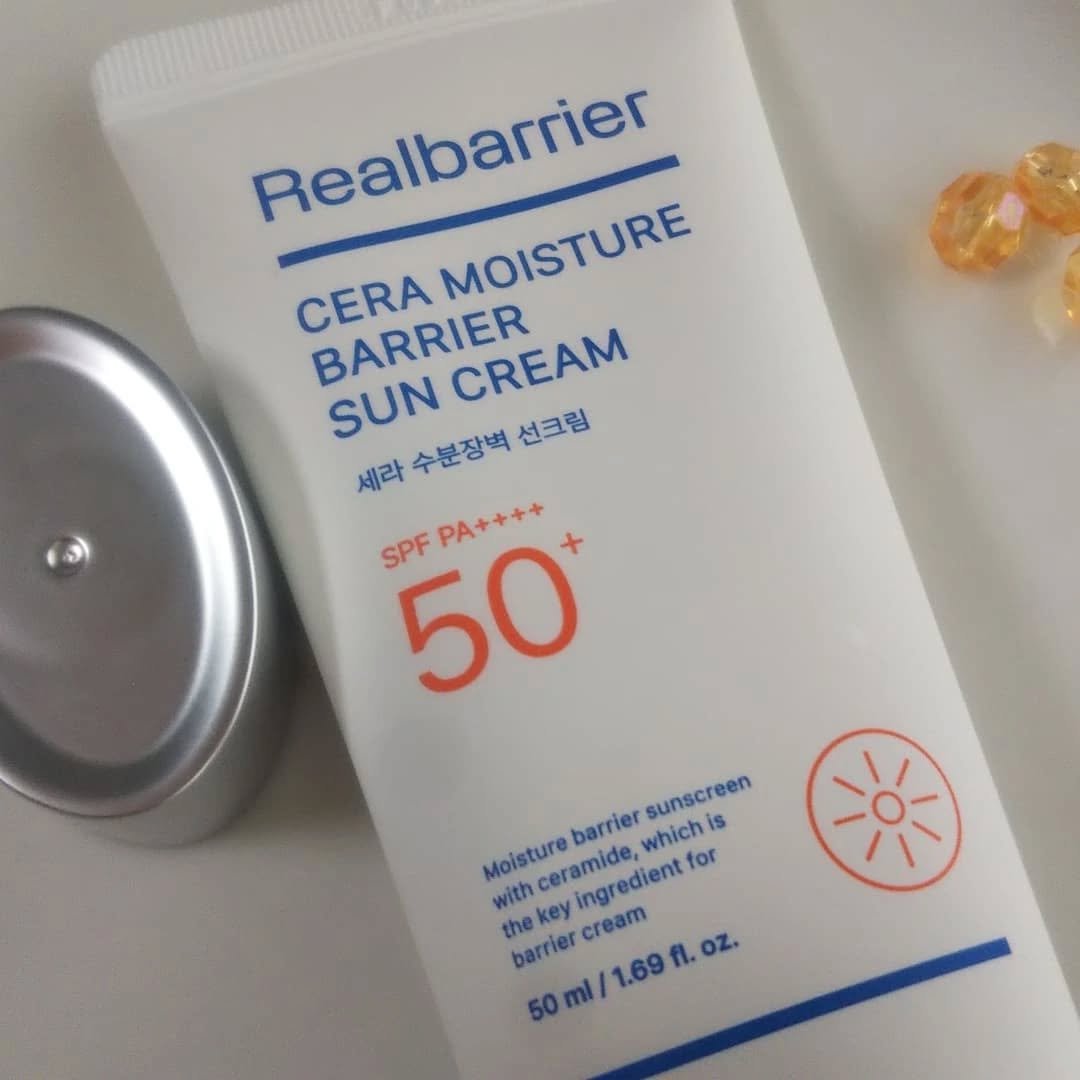 Realbarrier
CERA MOISTURE
BARRIER
SUN CREAM
세라 수분장벽 선크림
SPF PA++++
50+
Moisture barrier sunscreen
with ceramide, which is
the key ingredient for
barrier cream
50 ml / 1.69 fl. oz.